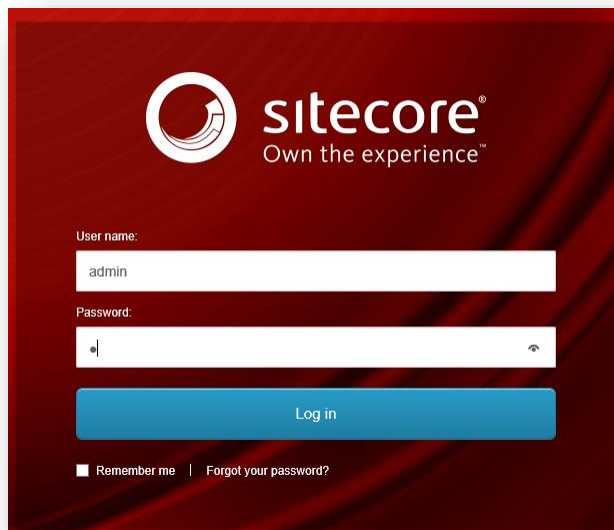 sitecore®
Own the experience™
User name:
admin
Password:
•
Log in
Remember me | Forgot your password?